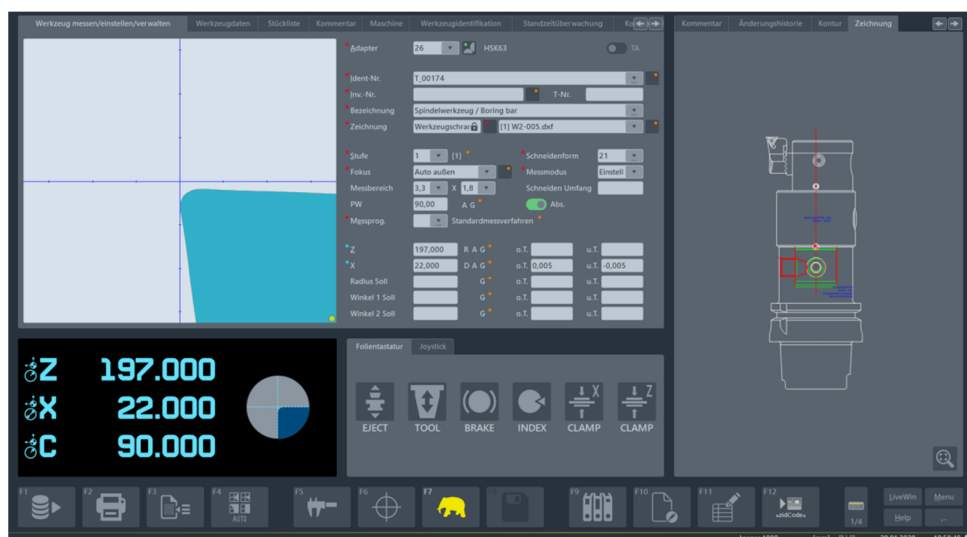 Werkzeug messen/einstellen/verwalten Werkzeugdaten Stückliste Kommentar Maschine Werkzeugidentifikation Standzeitüberwachung
Adapter 26 HSK63 TA
Ident-Nr. T_00174
Inv.-Nr. T-Nr.
Bezeichnung Spindelwerkzeug / Boring bar
Zeichnung Werkzeugschran [1] W2-005.dxf
Stufe 1 [1] Schneidenform 21
Fokus Auto außen Messmodus Einstell
Messbereich 3,3 X 1,8 Schneiden Umfang
PW 90,00 A G Abs.
Messprog. Standardmessverfahren
Z 197,000 R A G o.T. u.T.
X 22,000 D A G o.T. 0,005 u.T. -0,005
Radius Soll G o.T. u.T.
Winkel 1 Soll G o.T. u.T.
Winkel 2 Soll G o.T. u.T.
Kommentar Änderungshistorie Kontur Zeichnung
Z 197.000
X 22.000
C 90.000
Folientastatur Joystick
X Z
EJECT TOOL BRAKE INDEX CLAMP CLAMP
F1 F2 F3 F4 F5 F6 F7 F8 F9 F10 F11 F12
AUTO
»zidCode«
1/4
LiveWin Menu
Help